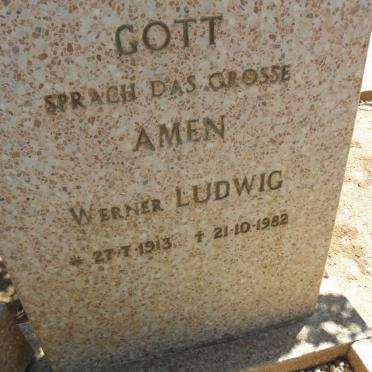 GOTT
SPRACH DAS GROSSE
AMEN
WERNER LUDWIG
* 27-7-1913. † 21-10-1982